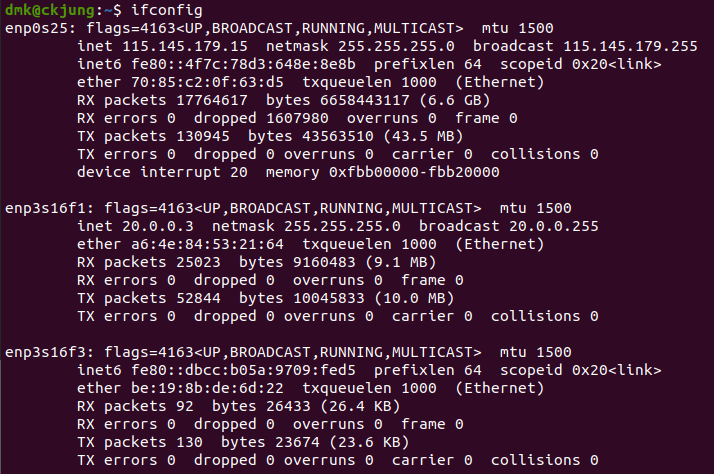 dmk@ckjung:~$ ifconfig
enp0s25: flags=4163<UP,BROADCAST,RUNNING,MULTICAST>  mtu 1500
        inet 115.145.179.15  netmask 255.255.255.0  broadcast 115.145.179.255
        inet6 fe80::4f7c:78d3:648e:8e8b  prefixlen 64  scopeid 0x20<link>
        ether 70:85:c2:0f:63:d5  txqueuelen 1000  (Ethernet)
        RX packets 17764617  bytes 6658443117 (6.6 GB)
        RX errors 0  dropped 1607980  overruns 0  frame 0
        TX packets 130945  bytes 43563510 (43.5 MB)
        TX errors 0  dropped 0 overruns 0  carrier 0  collisions 0
        device interrupt 20  memory 0xfbb00000-fbb20000

enp3s16f1: flags=4163<UP,BROADCAST,RUNNING,MULTICAST>  mtu 1500
        inet 20.0.0.3  netmask 255.255.255.0  broadcast 20.0.0.255
        ether a6:4e:84:53:21:64  txqueuelen 1000  (Ethernet)
        RX packets 25023  bytes 9160483 (9.1 MB)
        RX errors 0  dropped 0  overruns 0  frame 0
        TX packets 52844  bytes 10045833 (10.0 MB)
        TX errors 0  dropped 0 overruns 0  carrier 0  collisions 0

enp3s16f3: flags=4163<UP,BROADCAST,RUNNING,MULTICAST>  mtu 1500
        inet6 fe80::dbcc:b05a:9709:fed5  prefixlen 64  scopeid 0x20<link>
        ether be:19:8b:de:6d:22  txqueuelen 1000  (Ethernet)
        RX packets 92  bytes 26433 (26.4 KB)
        RX errors 0  dropped 0  overruns 0  frame 0
        TX packets 130  bytes 23674 (23.6 KB)
        TX errors 0  dropped 0 overruns 0  carrier 0  collisions 0